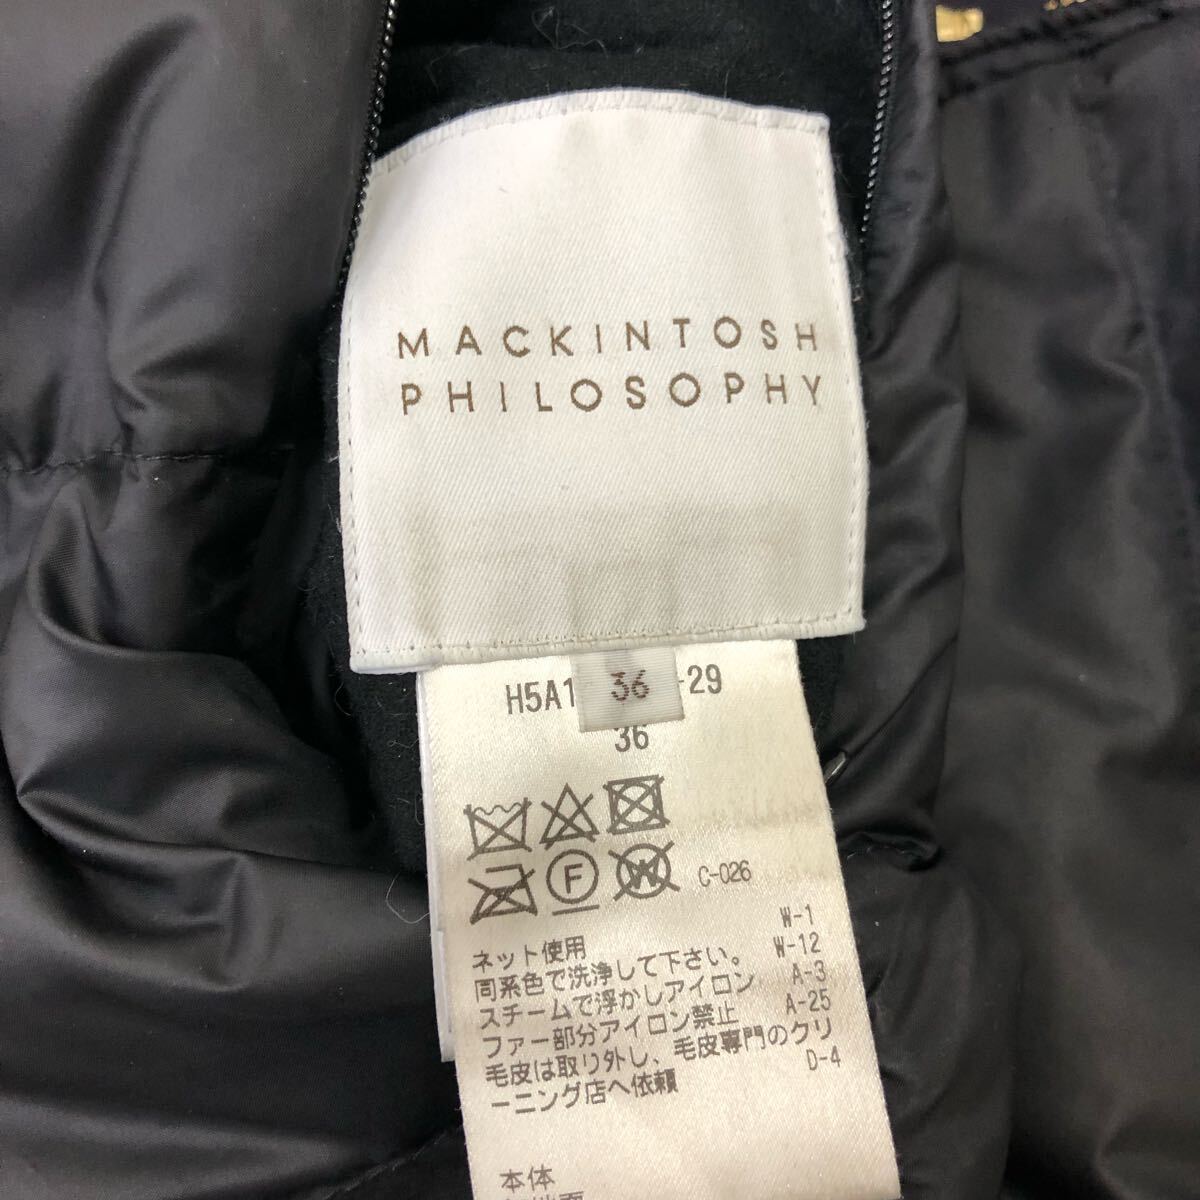 MACKINTOSH
PHILOSOPHY
36
H5A1 -29
36
F W C-026
ネット使用 W-1
同系色で洗浄して下さい。 W-12
スチームで浮かしアイロン A-3
ファー部分アイロン禁止 A-25
毛皮は取り外し、毛皮専門のクリ
ーニング店へ依頼 D-4
本体